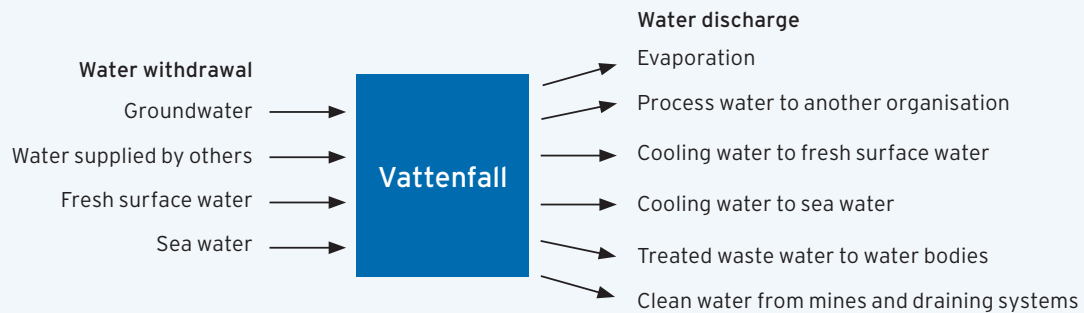 Water withdrawal
Groundwater
Water supplied by others
Fresh surface water
Sea water
Vattenfall
Water discharge
Evaporation
Process water to another organisation
Cooling water to fresh surface water
Cooling water to sea water
Treated waste water to water bodies
Clean water from mines and draining systems